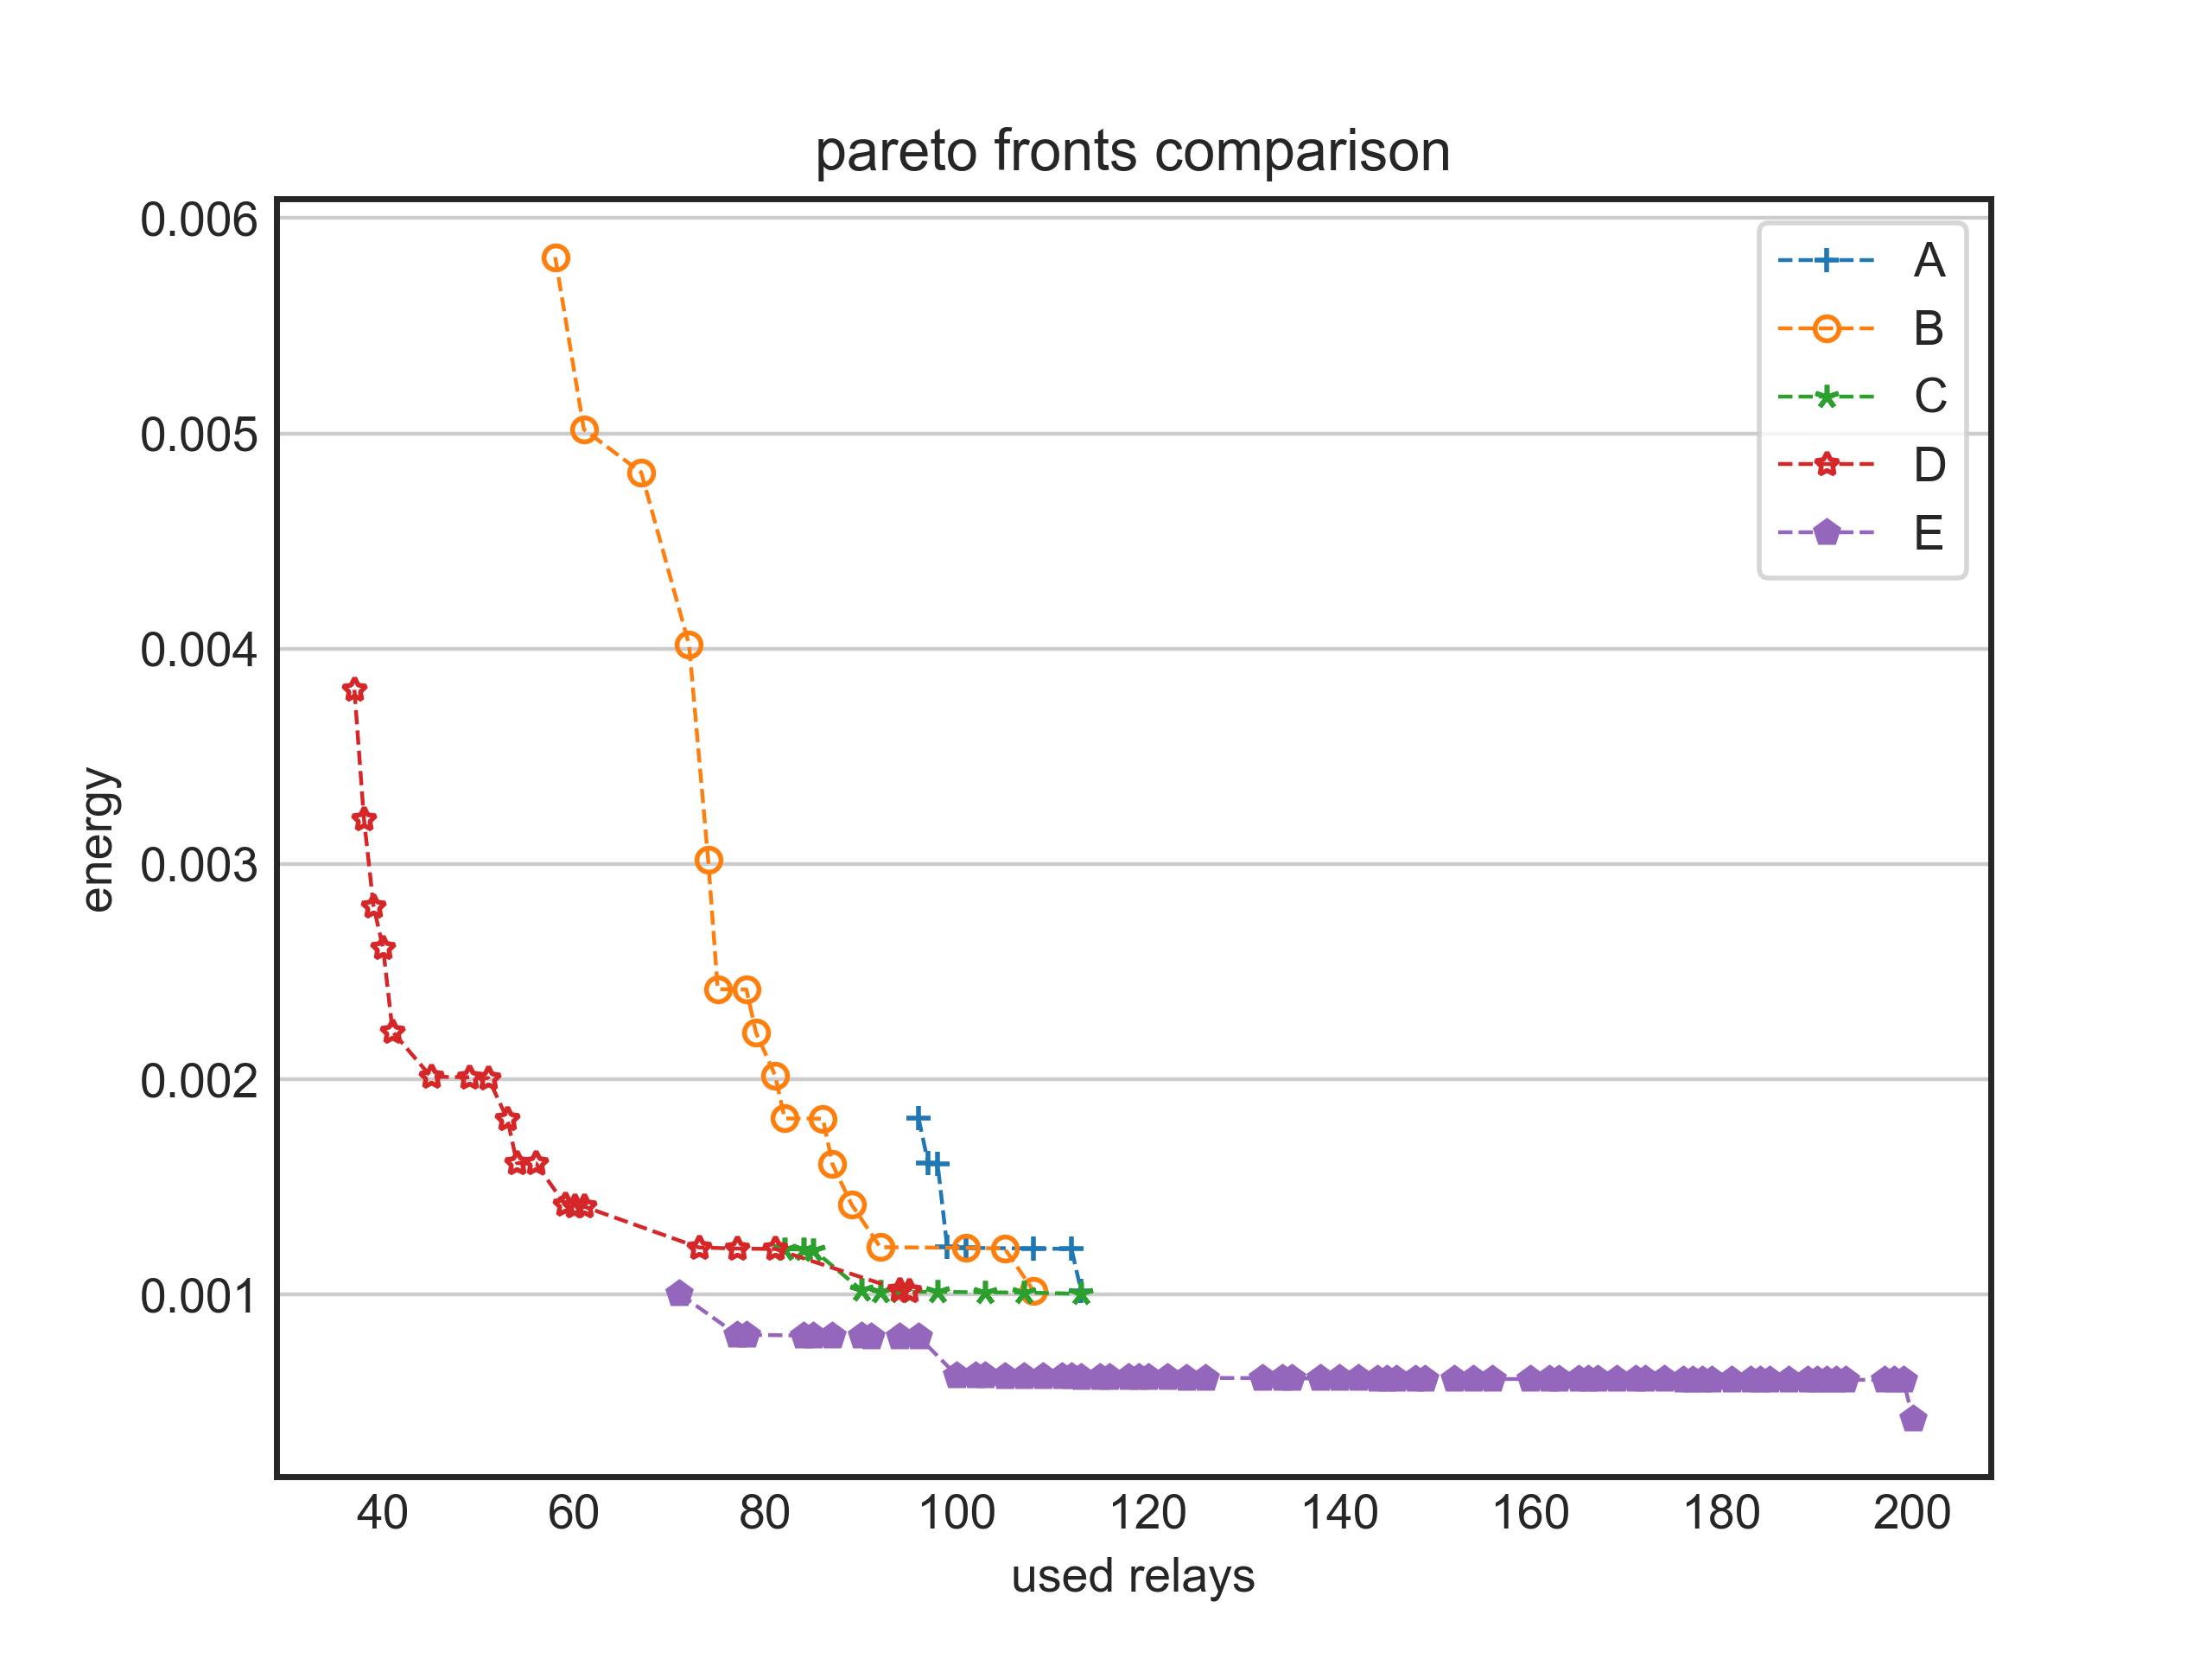 pareto fronts comparison
0.006
0.005
0.004
0.003
0.002
0.001
energy
A
B
C
D
E
40 60 80 100 120 140 160 180 200
used relays